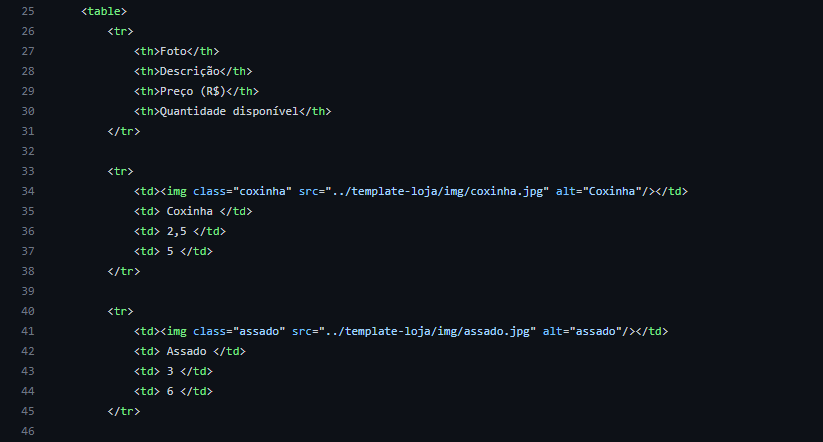 25 <table>
26 <tr>
27 <th>Foto</th>
28 <th>Descrição</th>
29 <th>Preço (R$)</th>
30 <th>Quantidade disponível</th>
31 </tr>
32
33 <tr>
34 <td><img class="coxinha" src="../template-loja/img/coxinha.jpg" alt="Coxinha"/></td>
35 <td> Coxinha </td>
36 <td> 2,5 </td>
37 <td> 5 </td>
38 </tr>
39
40 <tr>
41 <td><img class="assado" src="../template-loja/img/assado.jpg" alt="assado"/></td>
42 <td> Assado </td>
43 <td> 3 </td>
44 <td> 6 </td>
45 </tr>
46